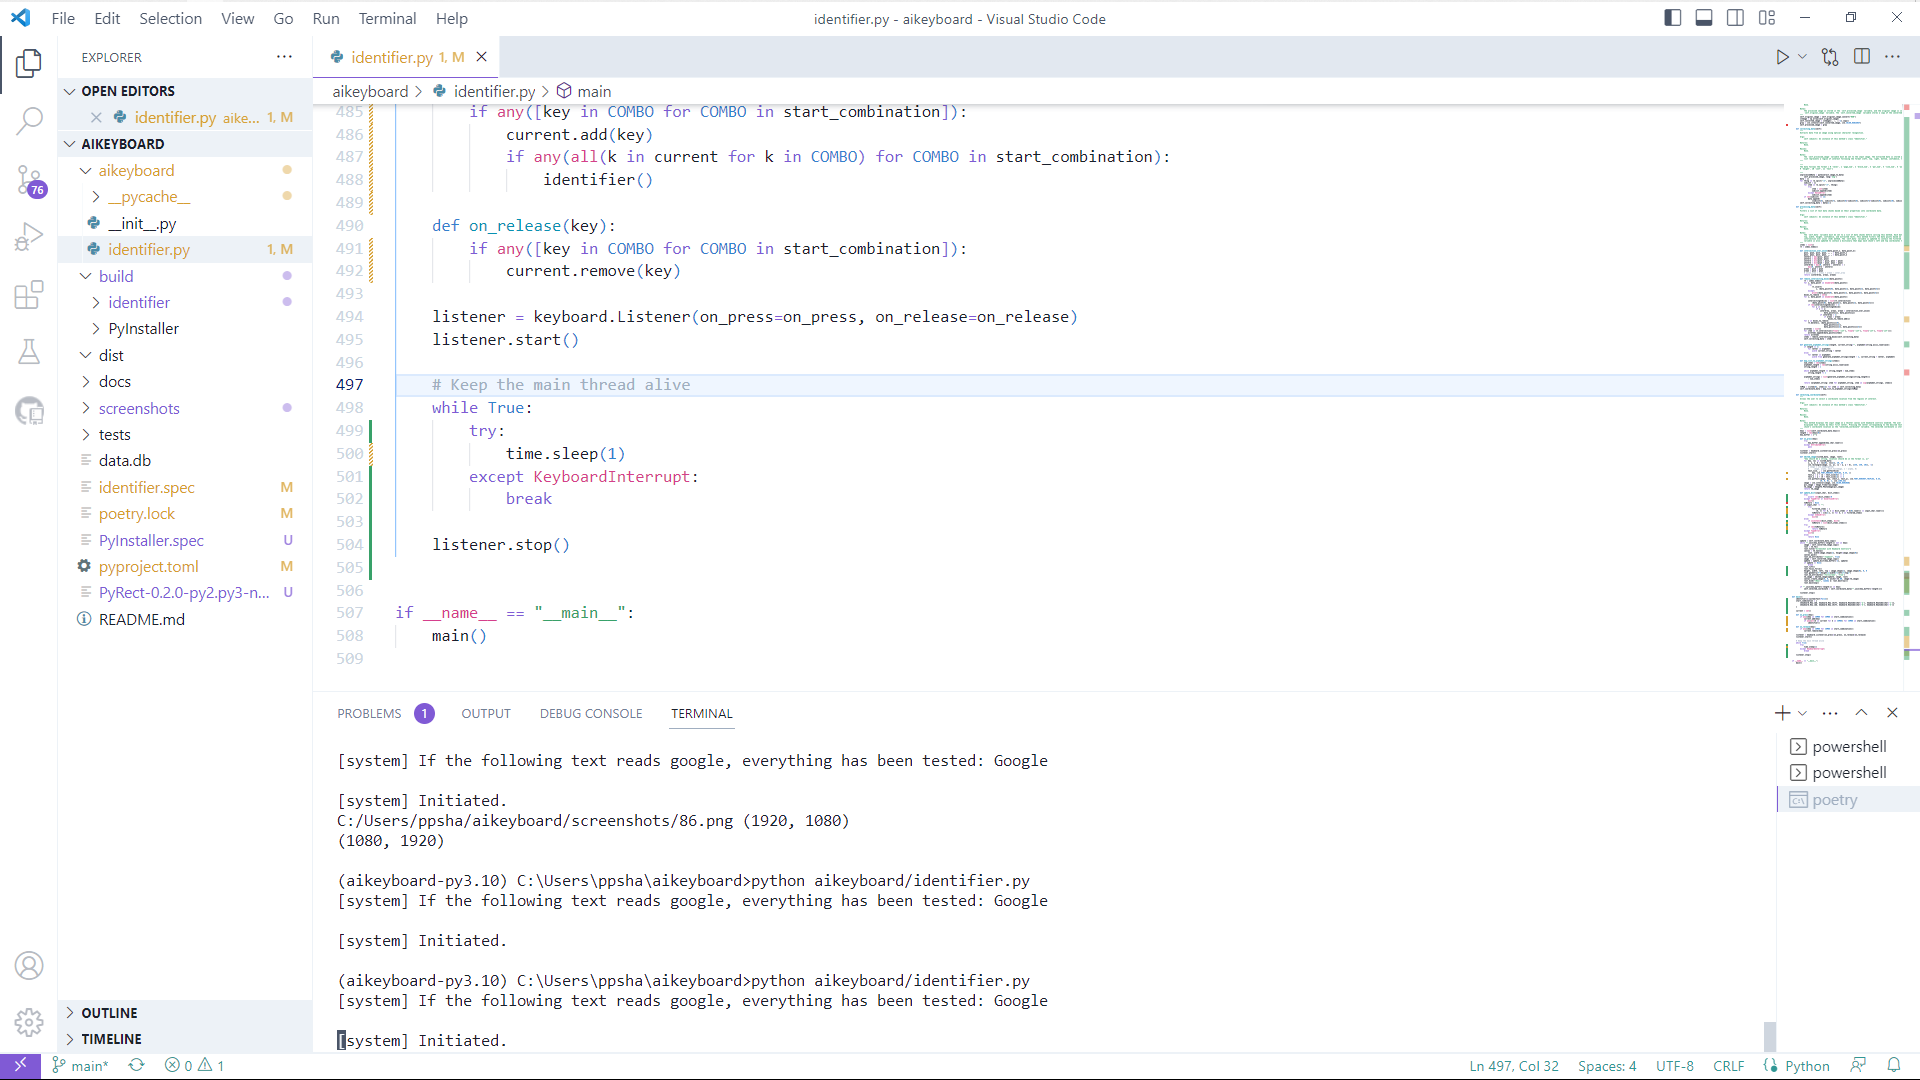 File Edit Selection View Go Run Terminal Help
identifier.py - aikeyboard - Visual Studio Code
EXPLORER
OPEN EDITORS
identifier.py aike... 1, M
AIKEYBOARD
aikeyboard
__pycache__
__init__.py
identifier.py 1, M
build
identifier
PyInstaller
dist
docs
screenshots
tests
data.db
identifier.spec M
poetry.lock M
PyInstaller.spec U
pyproject.toml M
PyRect-0.2.0-py2.py3-n... U
README.md
OUTLINE
TIMELINE
76
identifier.py 1, M
aikeyboard > identifier.py > main
485 if any([key in COMBO for COMBO in start_combination]):
486 current.add(key)
487 if any(all(k in current for k in COMBO) for COMBO in start_combination):
488 identifier()
489
490 def on_release(key):
491 if any([key in COMBO for COMBO in start_combination]):
492 current.remove(key)
493
494 listener = keyboard.Listener(on_press=on_press, on_release=on_release)
495 listener.start()
496
497 # Keep the main thread alive
498 while True:
499 try:
500 time.sleep(1)
501 except KeyboardInterrupt:
502 break
503
504 listener.stop()
505
506
507 if __name__ == "__main__":
508 main()
509
PROBLEMS 1 OUTPUT DEBUG CONSOLE TERMINAL
[system] If the following text reads google, everything has been tested: Google
[system] Initiated.
C:/Users/ppsha/aikeyboard/screenshots/86.png (1920, 1080)
(1080, 1920)
(aikeyboard-py3.10) C:\Users\ppsha\aikeyboard>python aikeyboard/identifier.py
[system] If the following text reads google, everything has been tested: Google
[system] Initiated.
(aikeyboard-py3.10) C:\Users\ppsha\aikeyboard>python aikeyboard/identifier.py
[system] If the following text reads google, everything has been tested: Google
[system] Initiated.
powershell
powershell
poetry
main* 0 1
Ln 497, Col 32 Spaces: 4 UTF-8 CRLF Python